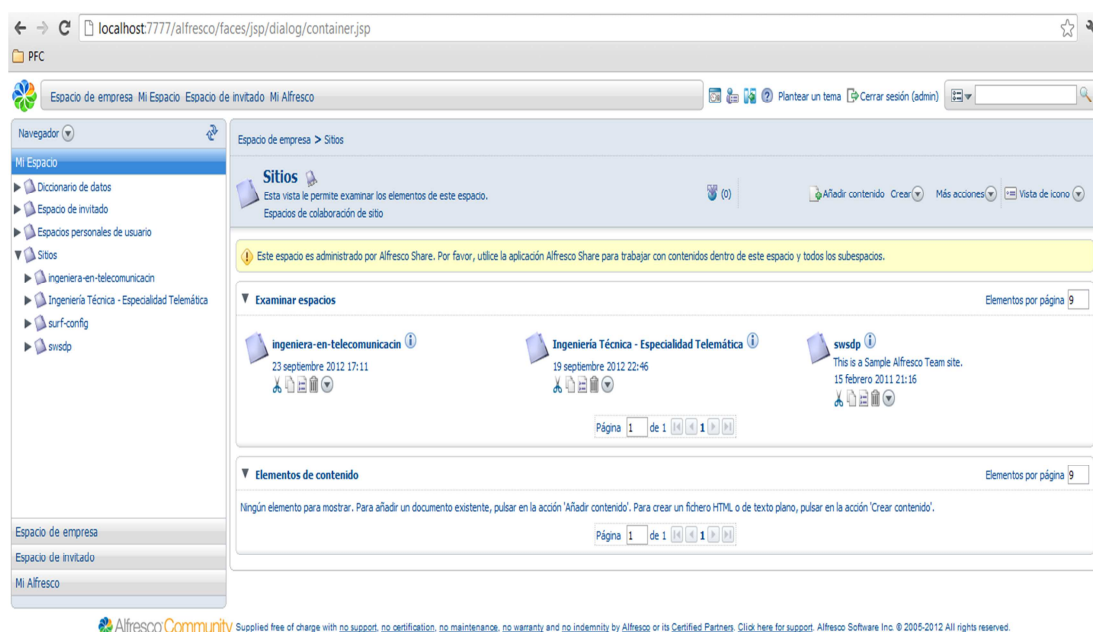 localhost:7777/alfresco/faces/jsp/dialog/container.jsp
PFC
Espacio de empresa Mi Espacio Espacio de invitado Mi Alfresco
Plantear un tema Cerrar sesión (admin)
Navegador
Mi Espacio
Diccionario de datos
Espacio de invitado
Espacios personales de usuario
Sitios
ingeniera-en-telecomunicacin
Ingeniería Técnica - Especialidad Telemática
surf-config
swsdp
Espacio de empresa
Espacio de invitado
Mi Alfresco
Espacio de empresa > Sitios
Sitios
Esta vista le permite examinar los elementos de este espacio.
Espacios de colaboración de sitio
(0)
Añadir contenido Crear Más acciones Vista de icono
Este espacio es administrado por Alfresco Share. Por favor, utilice la aplicación Alfresco Share para trabajar con contenidos dentro de este espacio y todos los subespacios.
Examinar espacios
Elementos por página 9
ingeniera-en-telecomunicacin
23 septiembre 2012 17:11
Ingeniería Técnica - Especialidad Telemática
19 septiembre 2012 22:46
swsdp
This is a Sample Alfresco Team site.
15 febrero 2011 21:16
Página 1 de 1 1
Elementos de contenido
Elementos por página 9
Ningún elemento para mostrar. Para añadir un documento existente, pulsar en la acción 'Añadir contenido'. Para crear un fichero HTML o de texto plano, pulsar en la acción 'Crear contenido'.
Página 1 de 1 1
Alfresco Community Supplied free of charge with no support, no certification, no maintenance, no warranty and no indemnity by Alfresco or its Certified Partners. Click here for support. Alfresco Software Inc. © 2005-2012 All rights reserved.